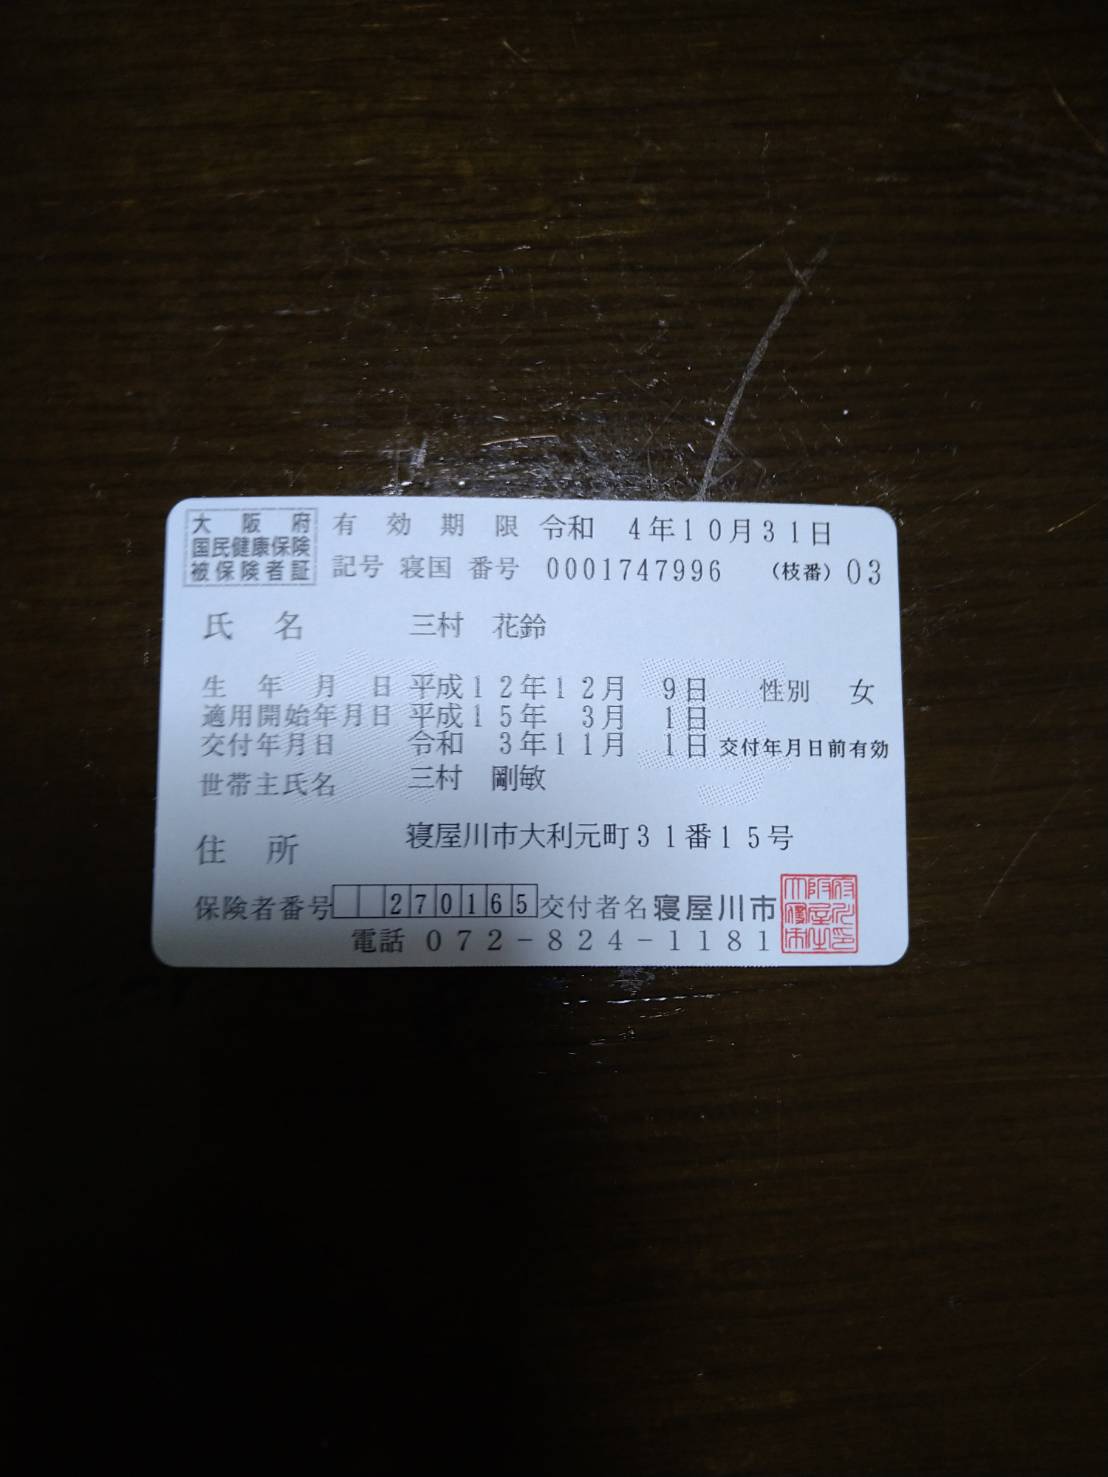 大阪府
国民健康保険
被保険者証
有効期限 令和 4年10月31日
記号 寝国 番号 0001747996 (枝番) 03
氏名 三村 花鈴
生年月日 平成12年12月 9日 性別 女
適用開始年月日 平成15年 3月 1日
交付年月日 令和 3年11月 1日 交付年月日前有効
世帯主氏名 三村 剛敏
住所 寝屋川市大利元町31番15号
保険者番号 270165 交付者名 寝屋川市
電話 072-824-1181